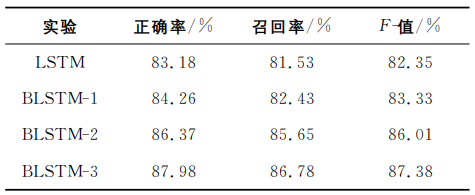 实验 正确率/% 召回率/% F-值/%
LSTM 83.18 81.53 82.35
BLSTM-1 84.26 82.43 83.33
BLSTM-2 86.37 85.65 86.01
BLSTM-3 87.98 86.78 87.38